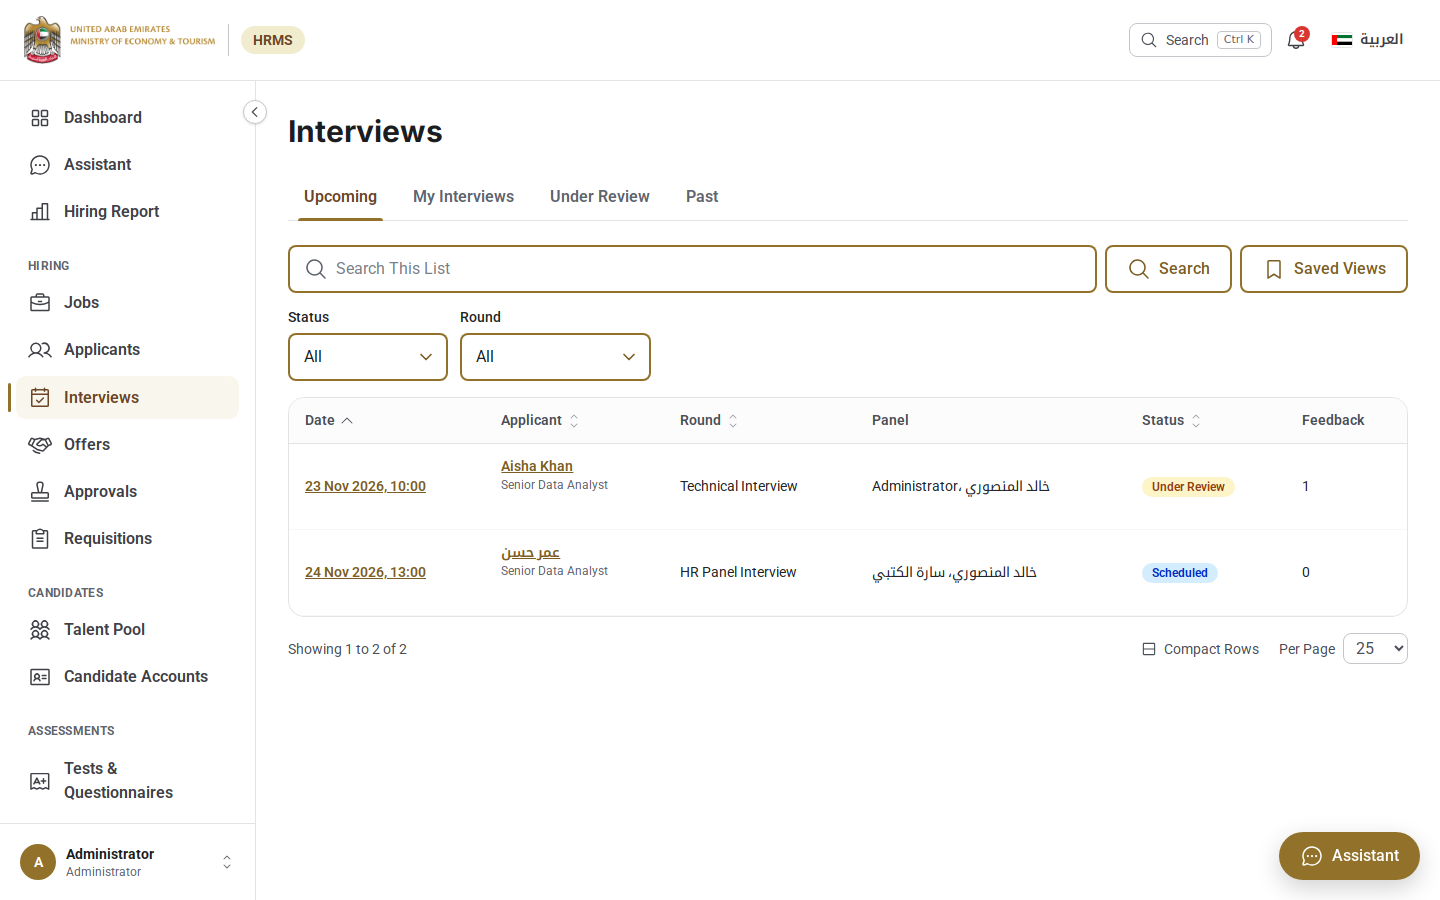 UNITED ARAB EMIRATES
MINISTRY OF ECONOMY & TOURISM
HRMS
Search Ctrl K
2
العربية
Dashboard
Assistant
Hiring Report
HIRING
Jobs
Applicants
Interviews
Offers
Approvals
Requisitions
CANDIDATES
Talent Pool
Candidate Accounts
ASSESSMENTS
Tests &
Questionnaires
A
Administrator
Administrator
Interviews
Upcoming My Interviews Under Review Past
Search This List
Search
Saved Views
Status Round
All All
Date Applicant Round Panel Status Feedback
23 Nov 2026, 10:00
Aisha Khan
Senior Data Analyst
Technical Interview
Administrator، خالد المنصوري
Under Review
1
24 Nov 2026, 13:00
عمر حسن
Senior Data Analyst
HR Panel Interview
خالد المنصوري، سارة الكتبي
Scheduled
0
Showing 1 to 2 of 2
Compact Rows
Per Page 25
Assistant